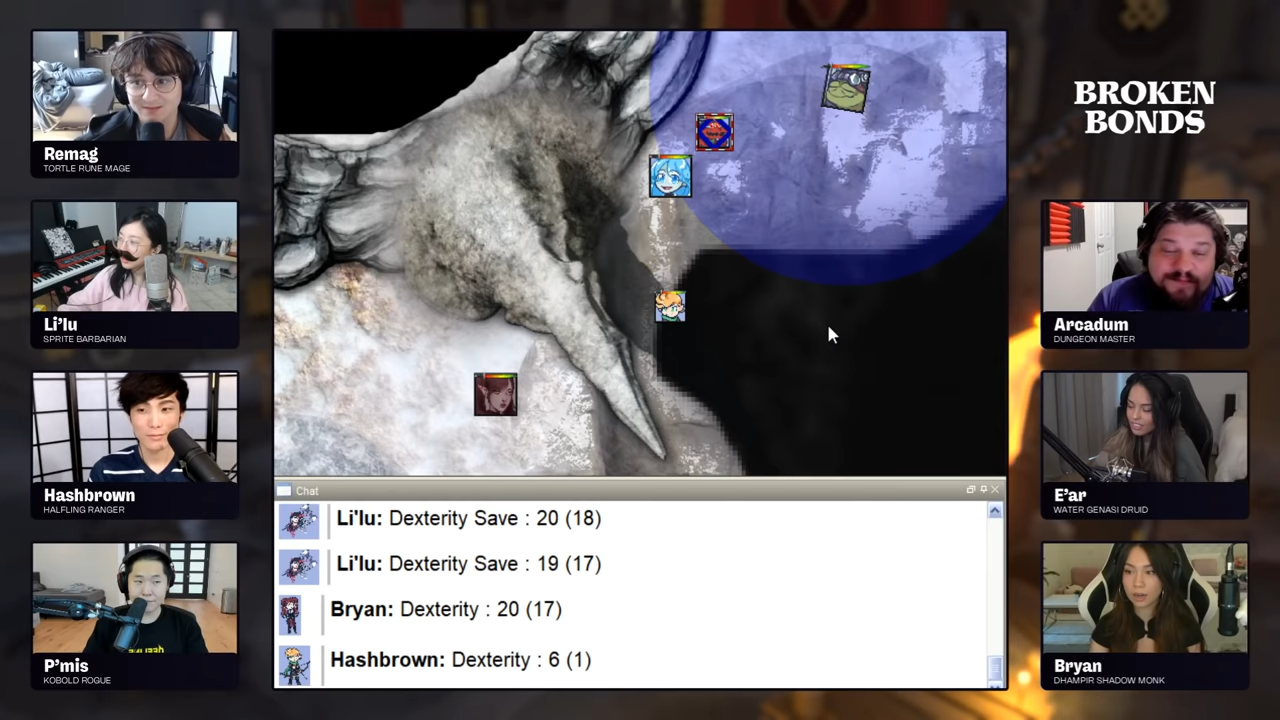 Remag
TORTLE RUNE MAGE
Li'lu
SPRITE BARBARIAN
Hashbrown
HALFLING RANGER
P'mis
KOBOLD ROGUE
Chat
Li'lu: Dexterity Save : 20 (18)
Li'lu: Dexterity Save : 19 (17)
Bryan: Dexterity : 20 (17)
Hashbrown: Dexterity : 6 (1)
BROKEN
BONDS
Arcadum
DUNGEON MASTER
E'ar
WATER GENASI DRUID
Bryan
DHAMPIR SHADOW MONK